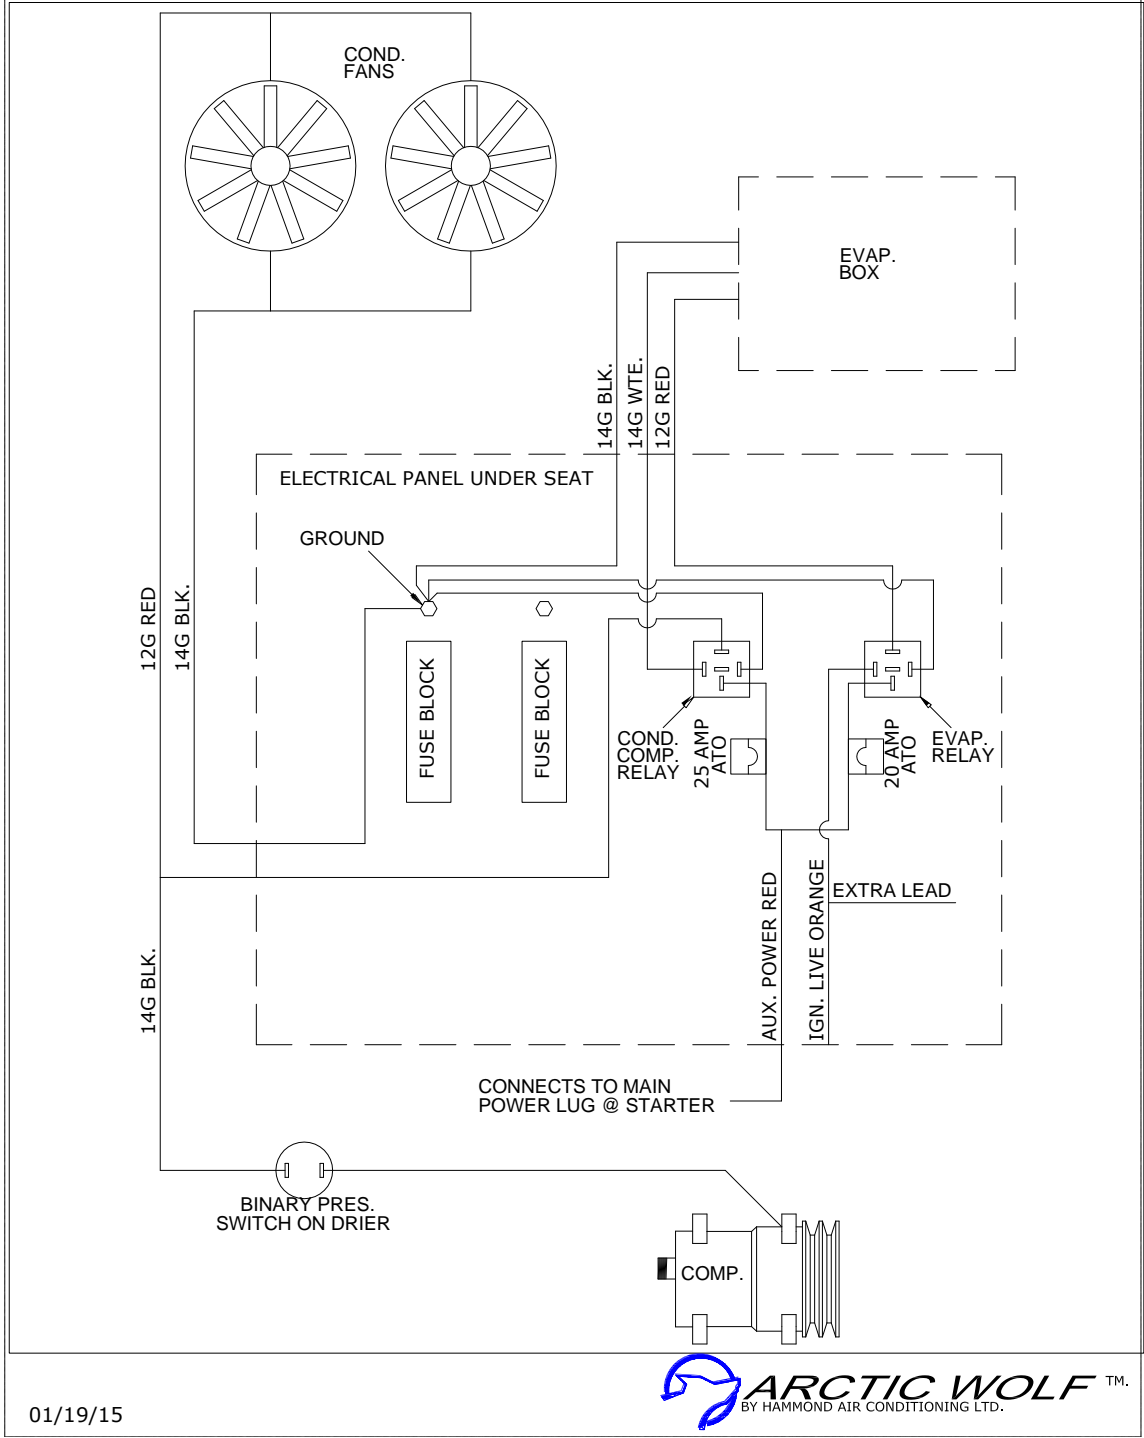 COND.
FANS
EVAP.
BOX
14G BLK.
14G WTE.
12G RED
ELECTRICAL PANEL UNDER SEAT
GROUND
12G RED
14G BLK.
FUSE BLOCK
FUSE BLOCK
COND.
COMP.
RELAY
25 AMP
ATO
20 AMP
ATO
EVAP.
RELAY
AUX. POWER RED
IGN. LIVE ORANGE
EXTRA LEAD
14G BLK.
CONNECTS TO MAIN
POWER LUG @ STARTER
BINARY PRES.
SWITCH ON DRIER
COMP.
ARCTIC WOLF TM.
BY HAMMOND AIR CONDITIONING LTD.
01/19/15